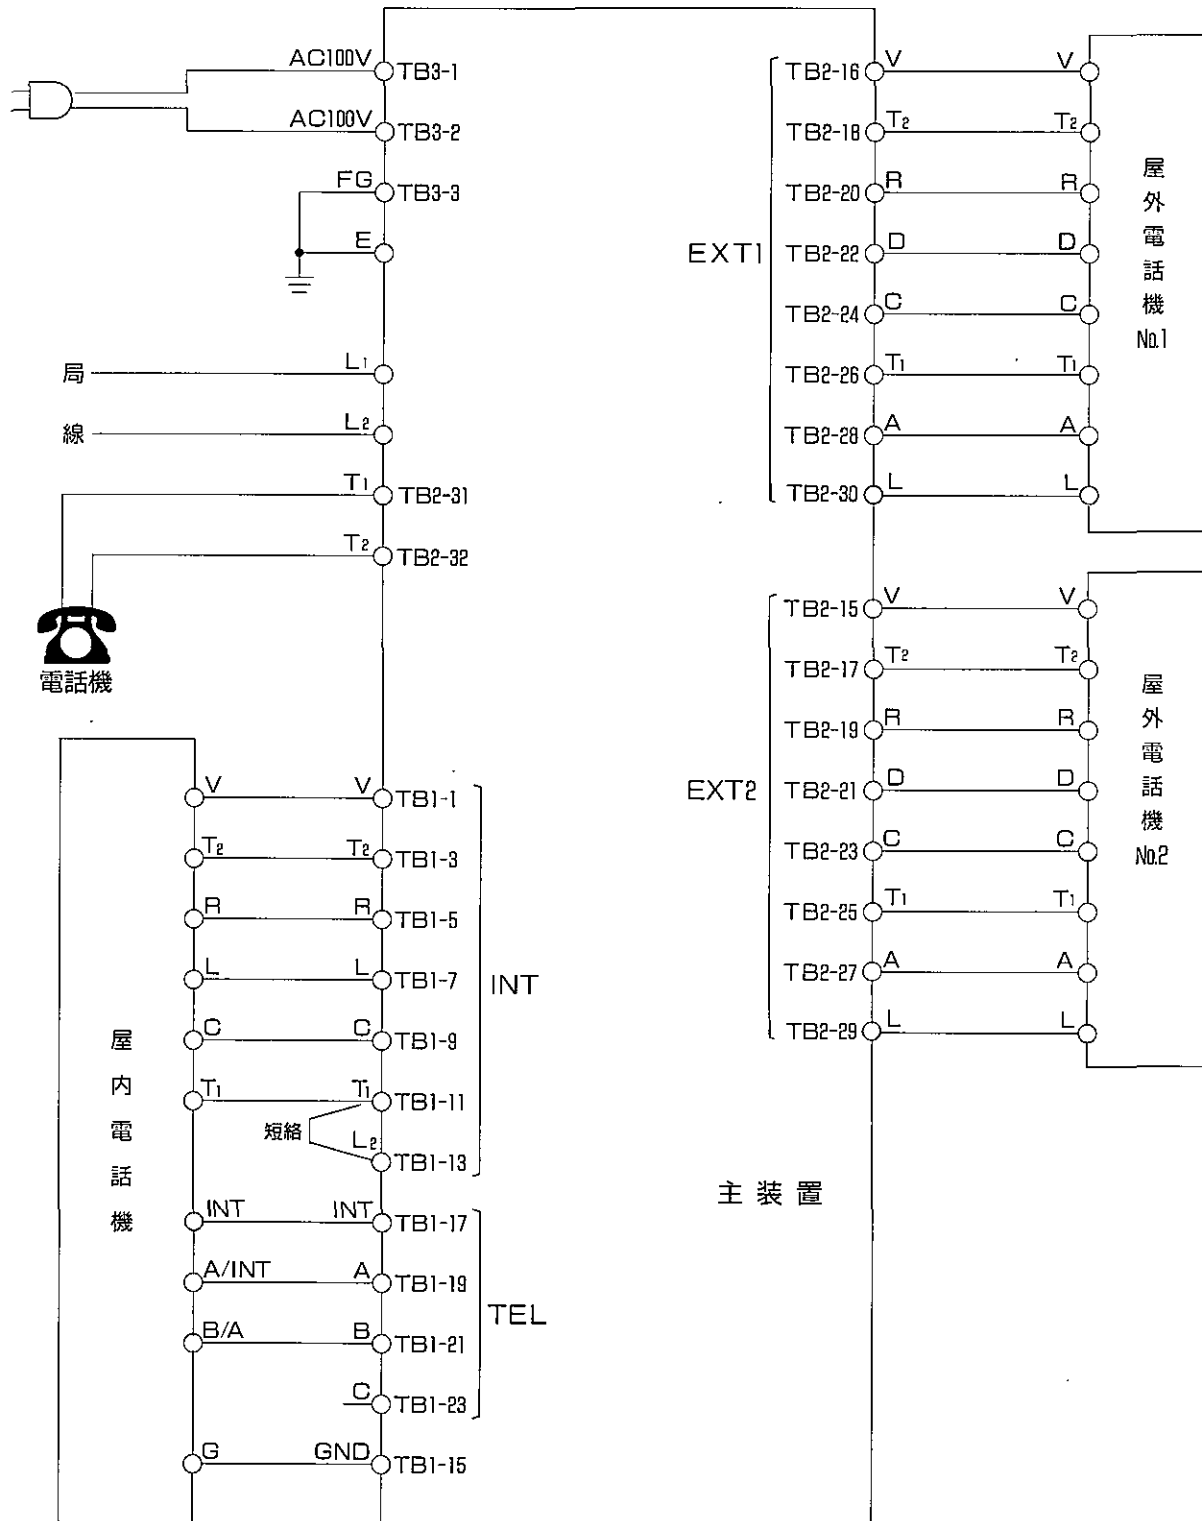 AC100V TB3-1
AC100V TB3-2
FG TB3-3
E
局 L1
線 L2
T1 TB2-31
T2 TB2-32
電話機
屋内電話機
V V TB1-1
T2 T2 TB1-3
R R TB1-5
L L TB1-7
C C TB1-9
T1 T1 TB1-11
短絡
L2 TB1-13
INT
INT INT TB1-17
A/INT A TB1-19
B/A B TB1-21
C TB1-23
TEL
G GND TB1-15
EXT1
TB2-16 V V
TB2-18 T2 T2
TB2-20 R R
TB2-22 D D
TB2-24 C C
TB2-26 T1 T1
TB2-28 A A
TB2-30 L L
屋外電話機
No.1
EXT2
TB2-15 V V
TB2-17 T2 T2
TB2-19 R R
TB2-21 D D
TB2-23 C C
TB2-25 T1 T1
TB2-27 A A
TB2-29 L L
屋外電話機
No.2
主装置